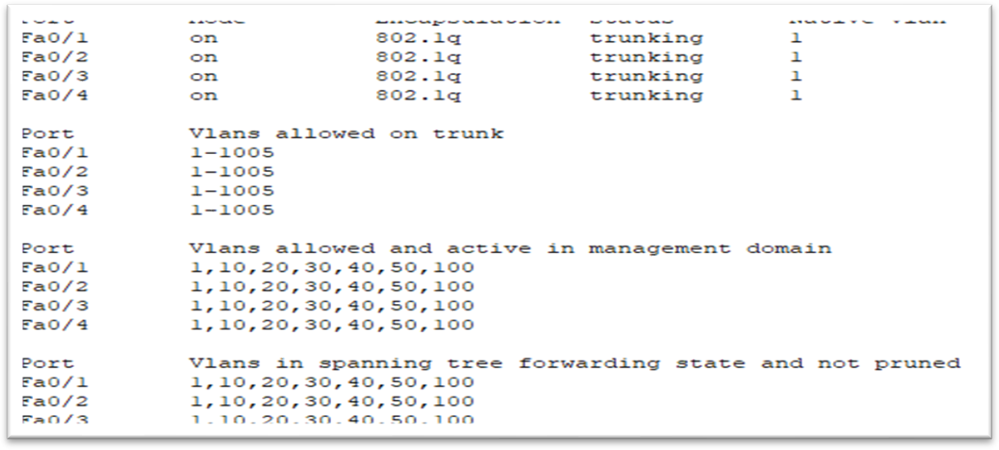 Port Mode Encapsulation Status Native vlan
Fa0/1 on 802.1q trunking 1
Fa0/2 on 802.1q trunking 1
Fa0/3 on 802.1q trunking 1
Fa0/4 on 802.1q trunking 1
Port Vlans allowed on trunk
Fa0/1 1-1005
Fa0/2 1-1005
Fa0/3 1-1005
Fa0/4 1-1005
Port Vlans allowed and active in management domain
Fa0/1 1,10,20,30,40,50,100
Fa0/2 1,10,20,30,40,50,100
Fa0/3 1,10,20,30,40,50,100
Fa0/4 1,10,20,30,40,50,100
Port Vlans in spanning tree forwarding state and not pruned
Fa0/1 1,10,20,30,40,50,100
Fa0/2 1,10,20,30,40,50,100
Fa0/3 1,10,20,30,40,50,100